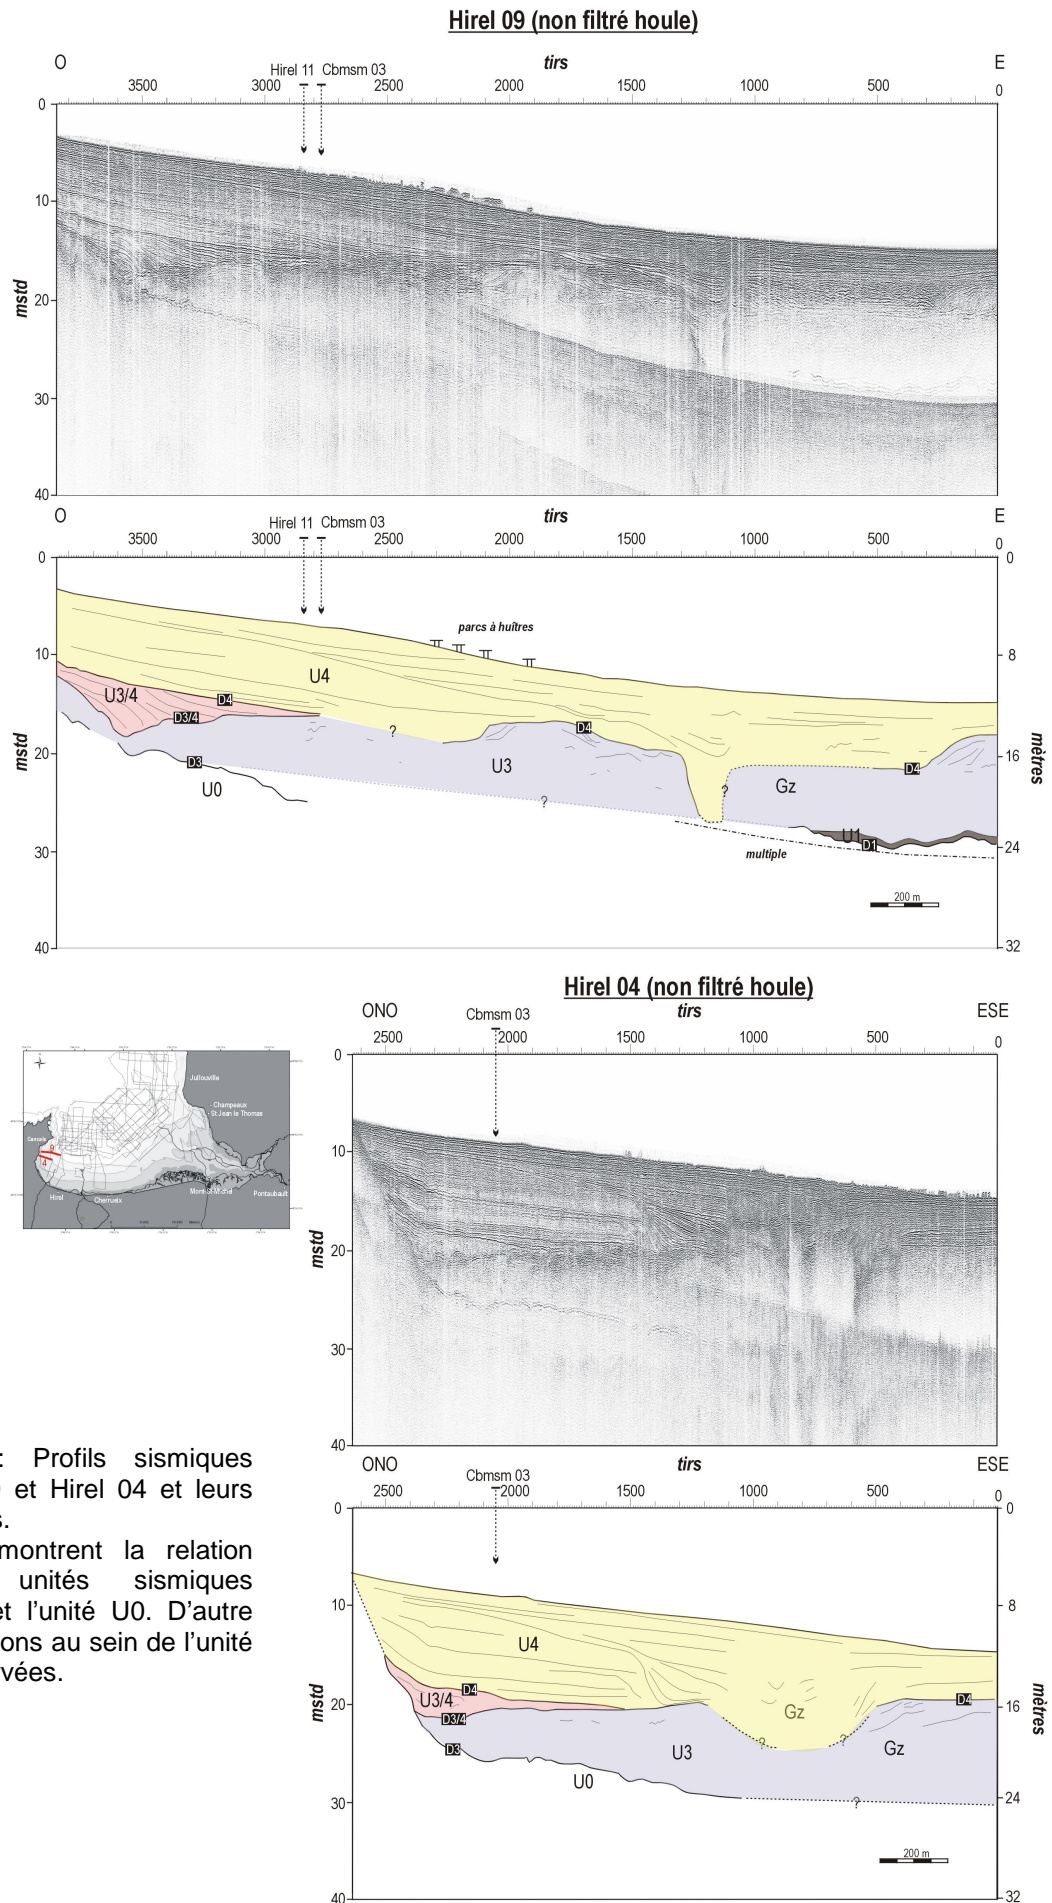 Hirel 09 (non filtré houle)
O tirs E
Hirel 11 Cbmsm 03
3500 3000 2500 2000 1500 1000 500 0
0
10
20
30
40
mstd
O tirs E
Hirel 11 Cbmsm 03
3500 3000 2500 2000 1500 1000 500 0
0 0
parcs à huîtres
10 8
U4
U3/4 D4
D3/4 D4
?
20 16
mstd mètres
D3 U3 D4
U0 ? ? Gz
U1
D1
30 24
multiple
200 m
40 32
Hirel 04 (non filtré houle)
ONO tirs ESE
Cbmsm 03
2500 2000 1500 1000 500 0
0
10
20
30
40
mstd
Jullouville
Champeaux
St Jean le Thomas
Cancale
9
4
Hirel
Cherrueix
Mont-St-Michel
Pontaubault
: Profils sismiques
et Hirel 04 et leurs
s.
montrent la relation
unités sismiques
et l'unité U0. D'autre
ons au sein de l'unité
rvées.
ONO tirs ESE
Cbmsm 03
2500 2000 1500 1000 500 0
0 0
10 8
U4
U3/4 D4 D4
20 Gz 16
D3/4
mstd mètres
D3 U3 ? ? Gz
U0
30 ? 24
200 m
40 32